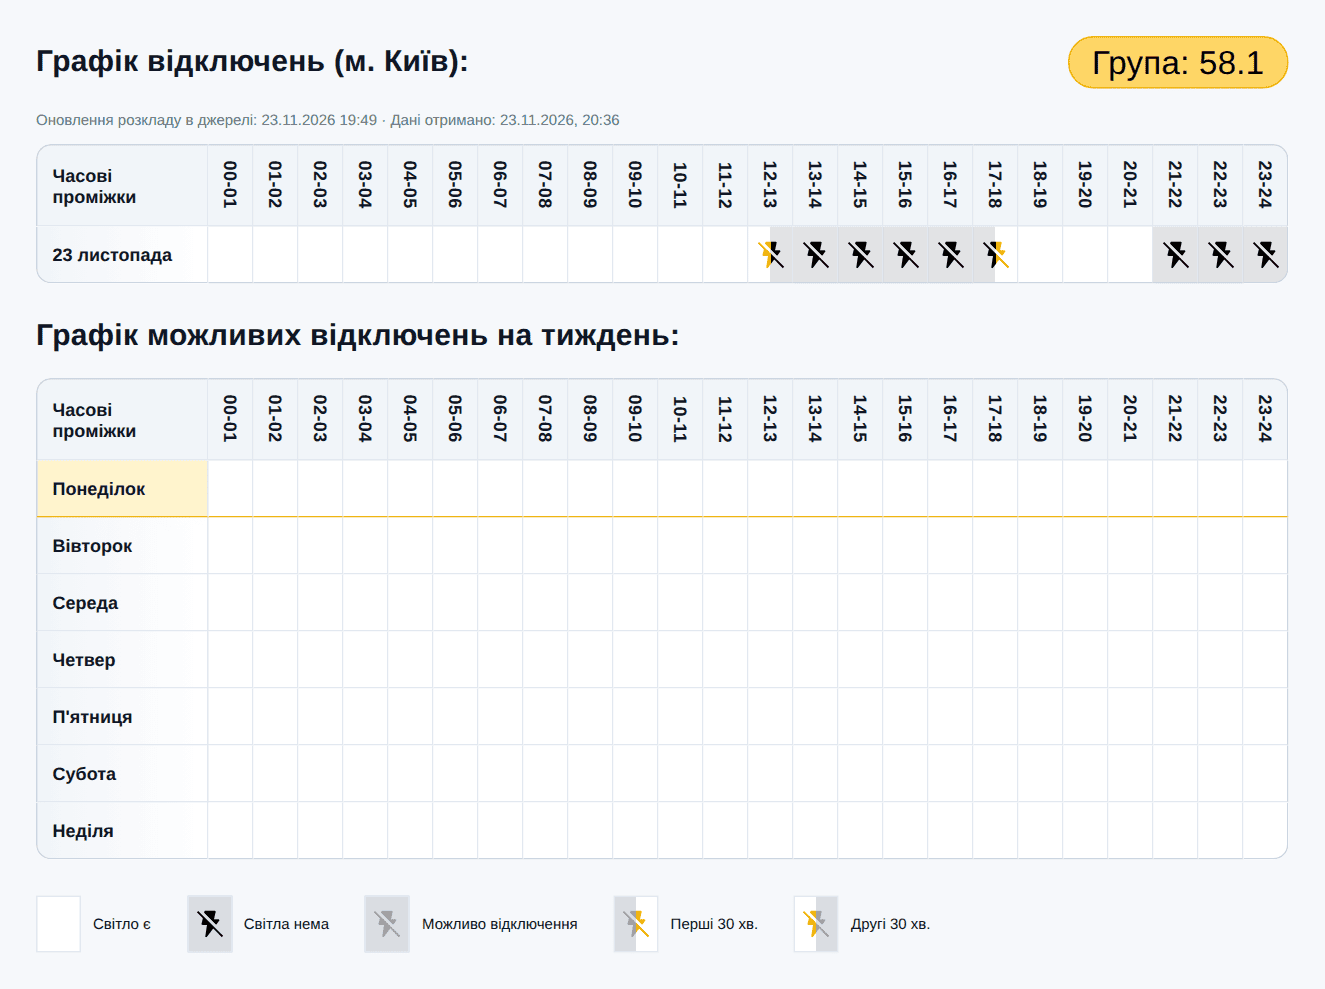 Графік відключень (м. Київ):
Група: 58.1
Оновлення розкладу в джерелі: 23.11.2026 19:49 · Дані отримано: 23.11.2026, 20:36
Часові проміжки 00-01 01-02 02-03 03-04 04-05 05-06 06-07 07-08 08-09 09-10 10-11 11-12 12-13 13-14 14-15 15-16 16-17 17-18 18-19 19-20 20-21 21-22 22-23 23-24
23 листопада
Графік можливих відключень на тиждень:
Часові проміжки 00-01 01-02 02-03 03-04 04-05 05-06 06-07 07-08 08-09 09-10 10-11 11-12 12-13 13-14 14-15 15-16 16-17 17-18 18-19 19-20 20-21 21-22 22-23 23-24
Понеділок
Вівторок
Середа
Четвер
П'ятниця
Субота
Неділя
Світло є Світла нема Можливо відключення Перші 30 хв. Другі 30 хв.